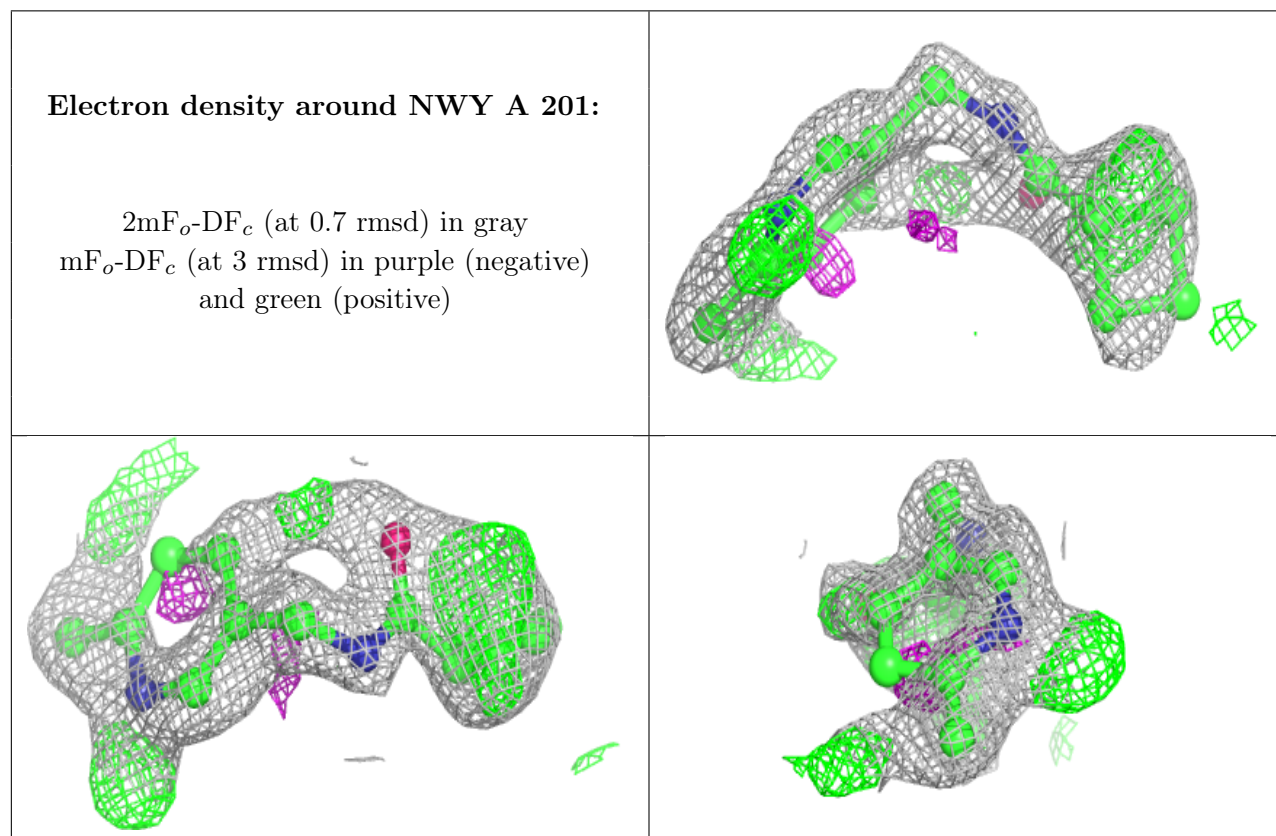 Electron density around NWY A 201:
2mFo-DFc (at 0.7 rmsd) in gray
mFo-DFc (at 3 rmsd) in purple (negative)
and green (positive)